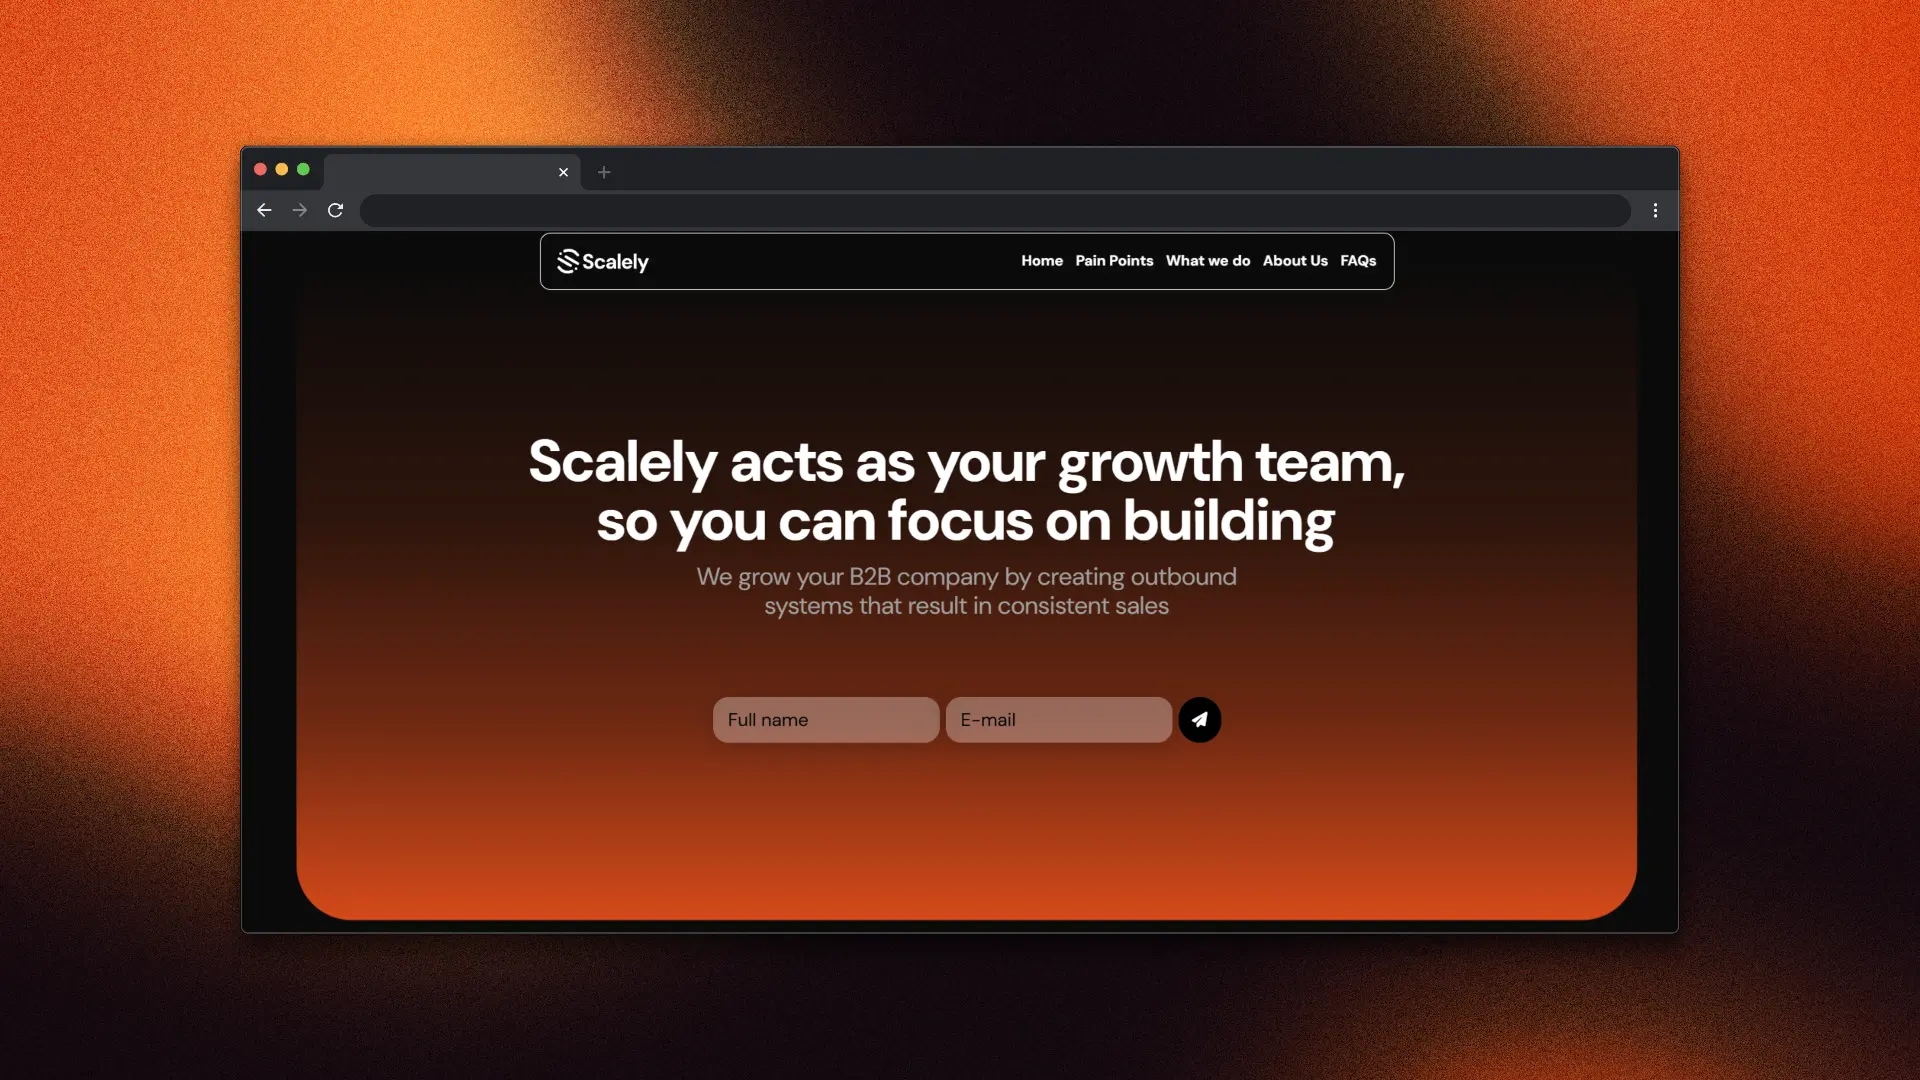 Scalely
Home Pain Points What we do About Us FAQs
Scalely acts as your growth team,
so you can focus on building
We grow your B2B company by creating outbound
systems that result in consistent sales
Full name
E-mail